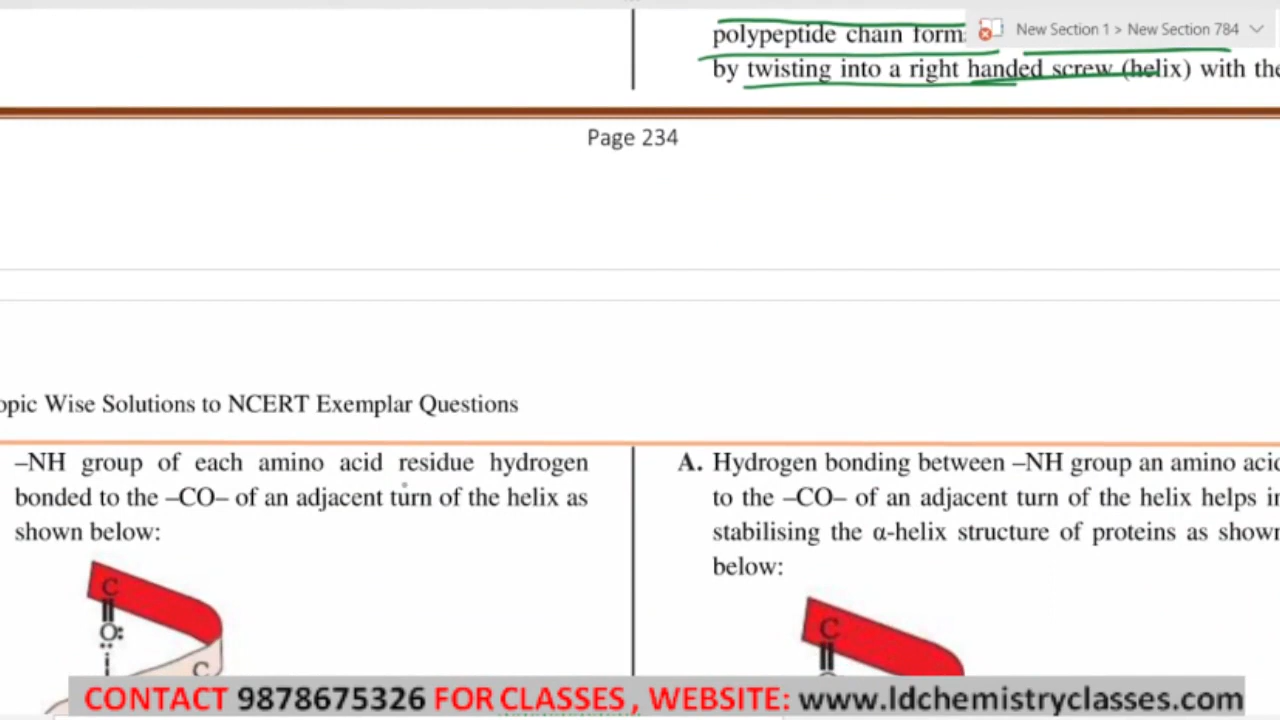 polypeptide chain form
New Section 1 > New Section 784
by twisting into a right handed screw (helix) with the
Page 234
opic Wise Solutions to NCERT Exemplar Questions
–NH group of each amino acid residue hydrogen
bonded to the –CO– of an adjacent turn of the helix as
shown below:
C
O:
C
A. Hydrogen bonding between –NH group an amino acid
to the –CO– of an adjacent turn of the helix helps in
stabilising the α-helix structure of proteins as shown
below:
C
CONTACT 9878675326 FOR CLASSES , WEBSITE: www.ldchemistryclasses.com